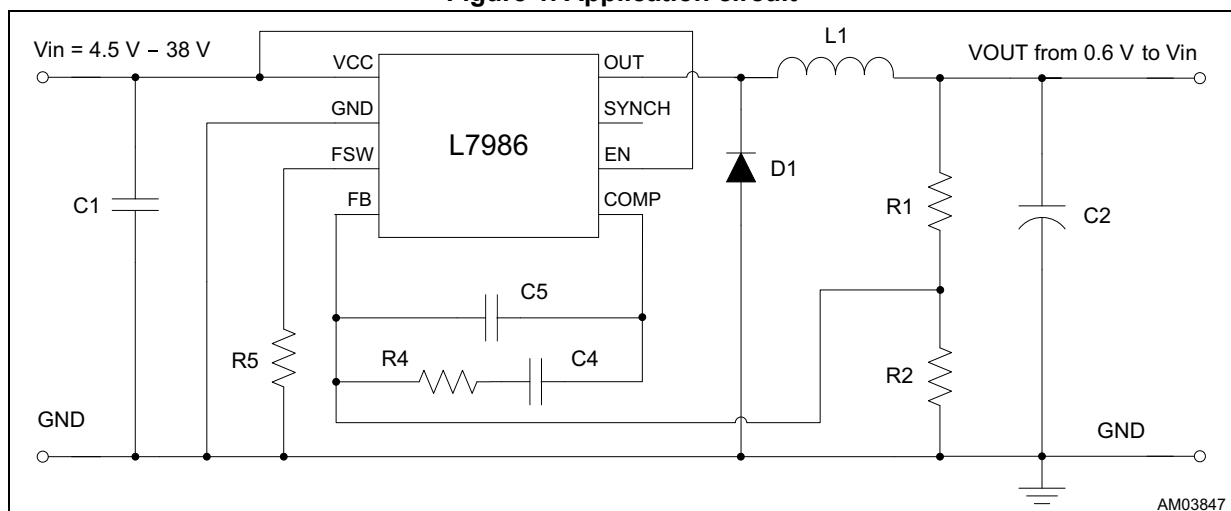 Figure 1. Application circuit
Vin = 4.5 V – 38 V
L1
VOUT from 0.6 V to Vin
VCC
OUT
GND
SYNCH
L7986
FSW
EN
D1
FB
COMP
C1
R1
C2
C5
R5
R4
C4
R2
GND
GND
AM03847